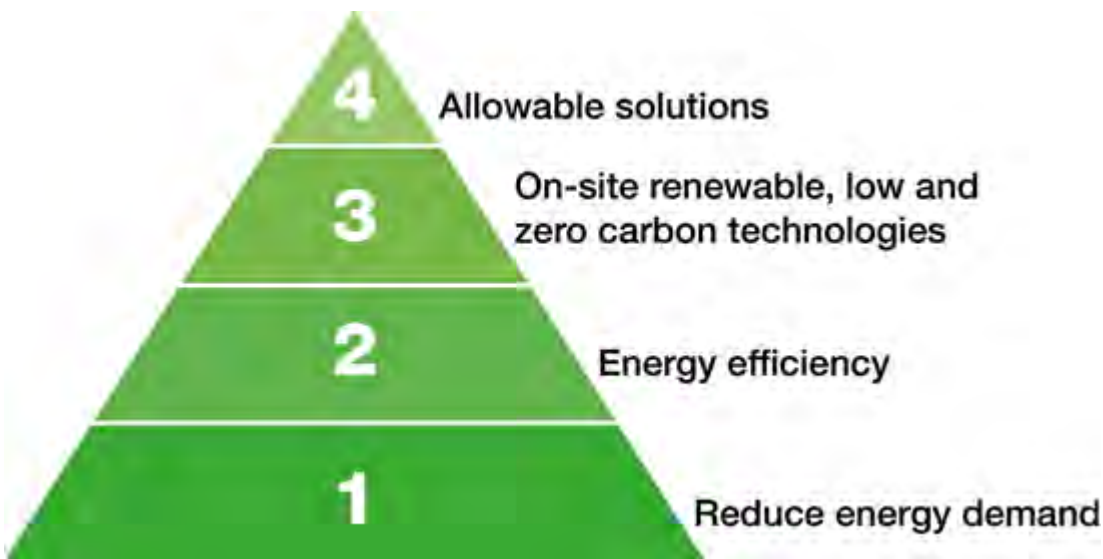 4
Allowable solutions
3
On-site renewable, low and
zero carbon technologies
2
Energy efficiency
1
Reduce energy demand